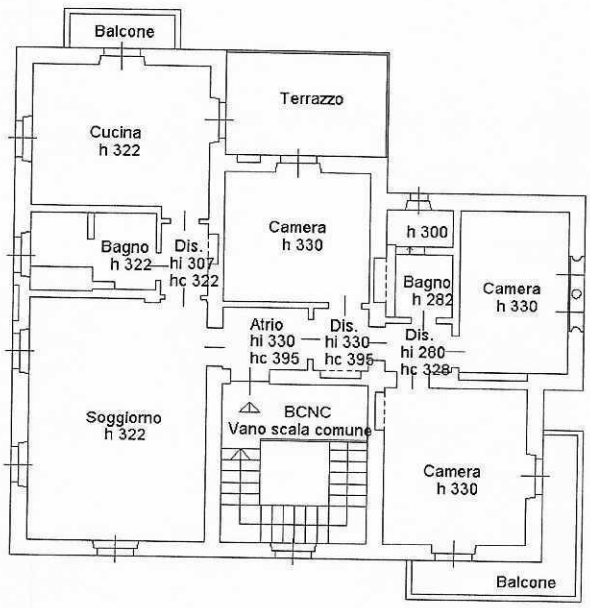 Balcone
Terrazzo
Cucina
h 322
Camera
h 330
h 300
Bagno
h 322
Dis.
hi 307
hc 322
Bagno
h 282
Camera
h 330
Atrio
hi 330
hc 395
Dis.
hi 330
hc 395
Dis.
hi 280
hc 328
Soggiorno
h 322
BCNC
Vano scala comune
Camera
h 330
Balcone